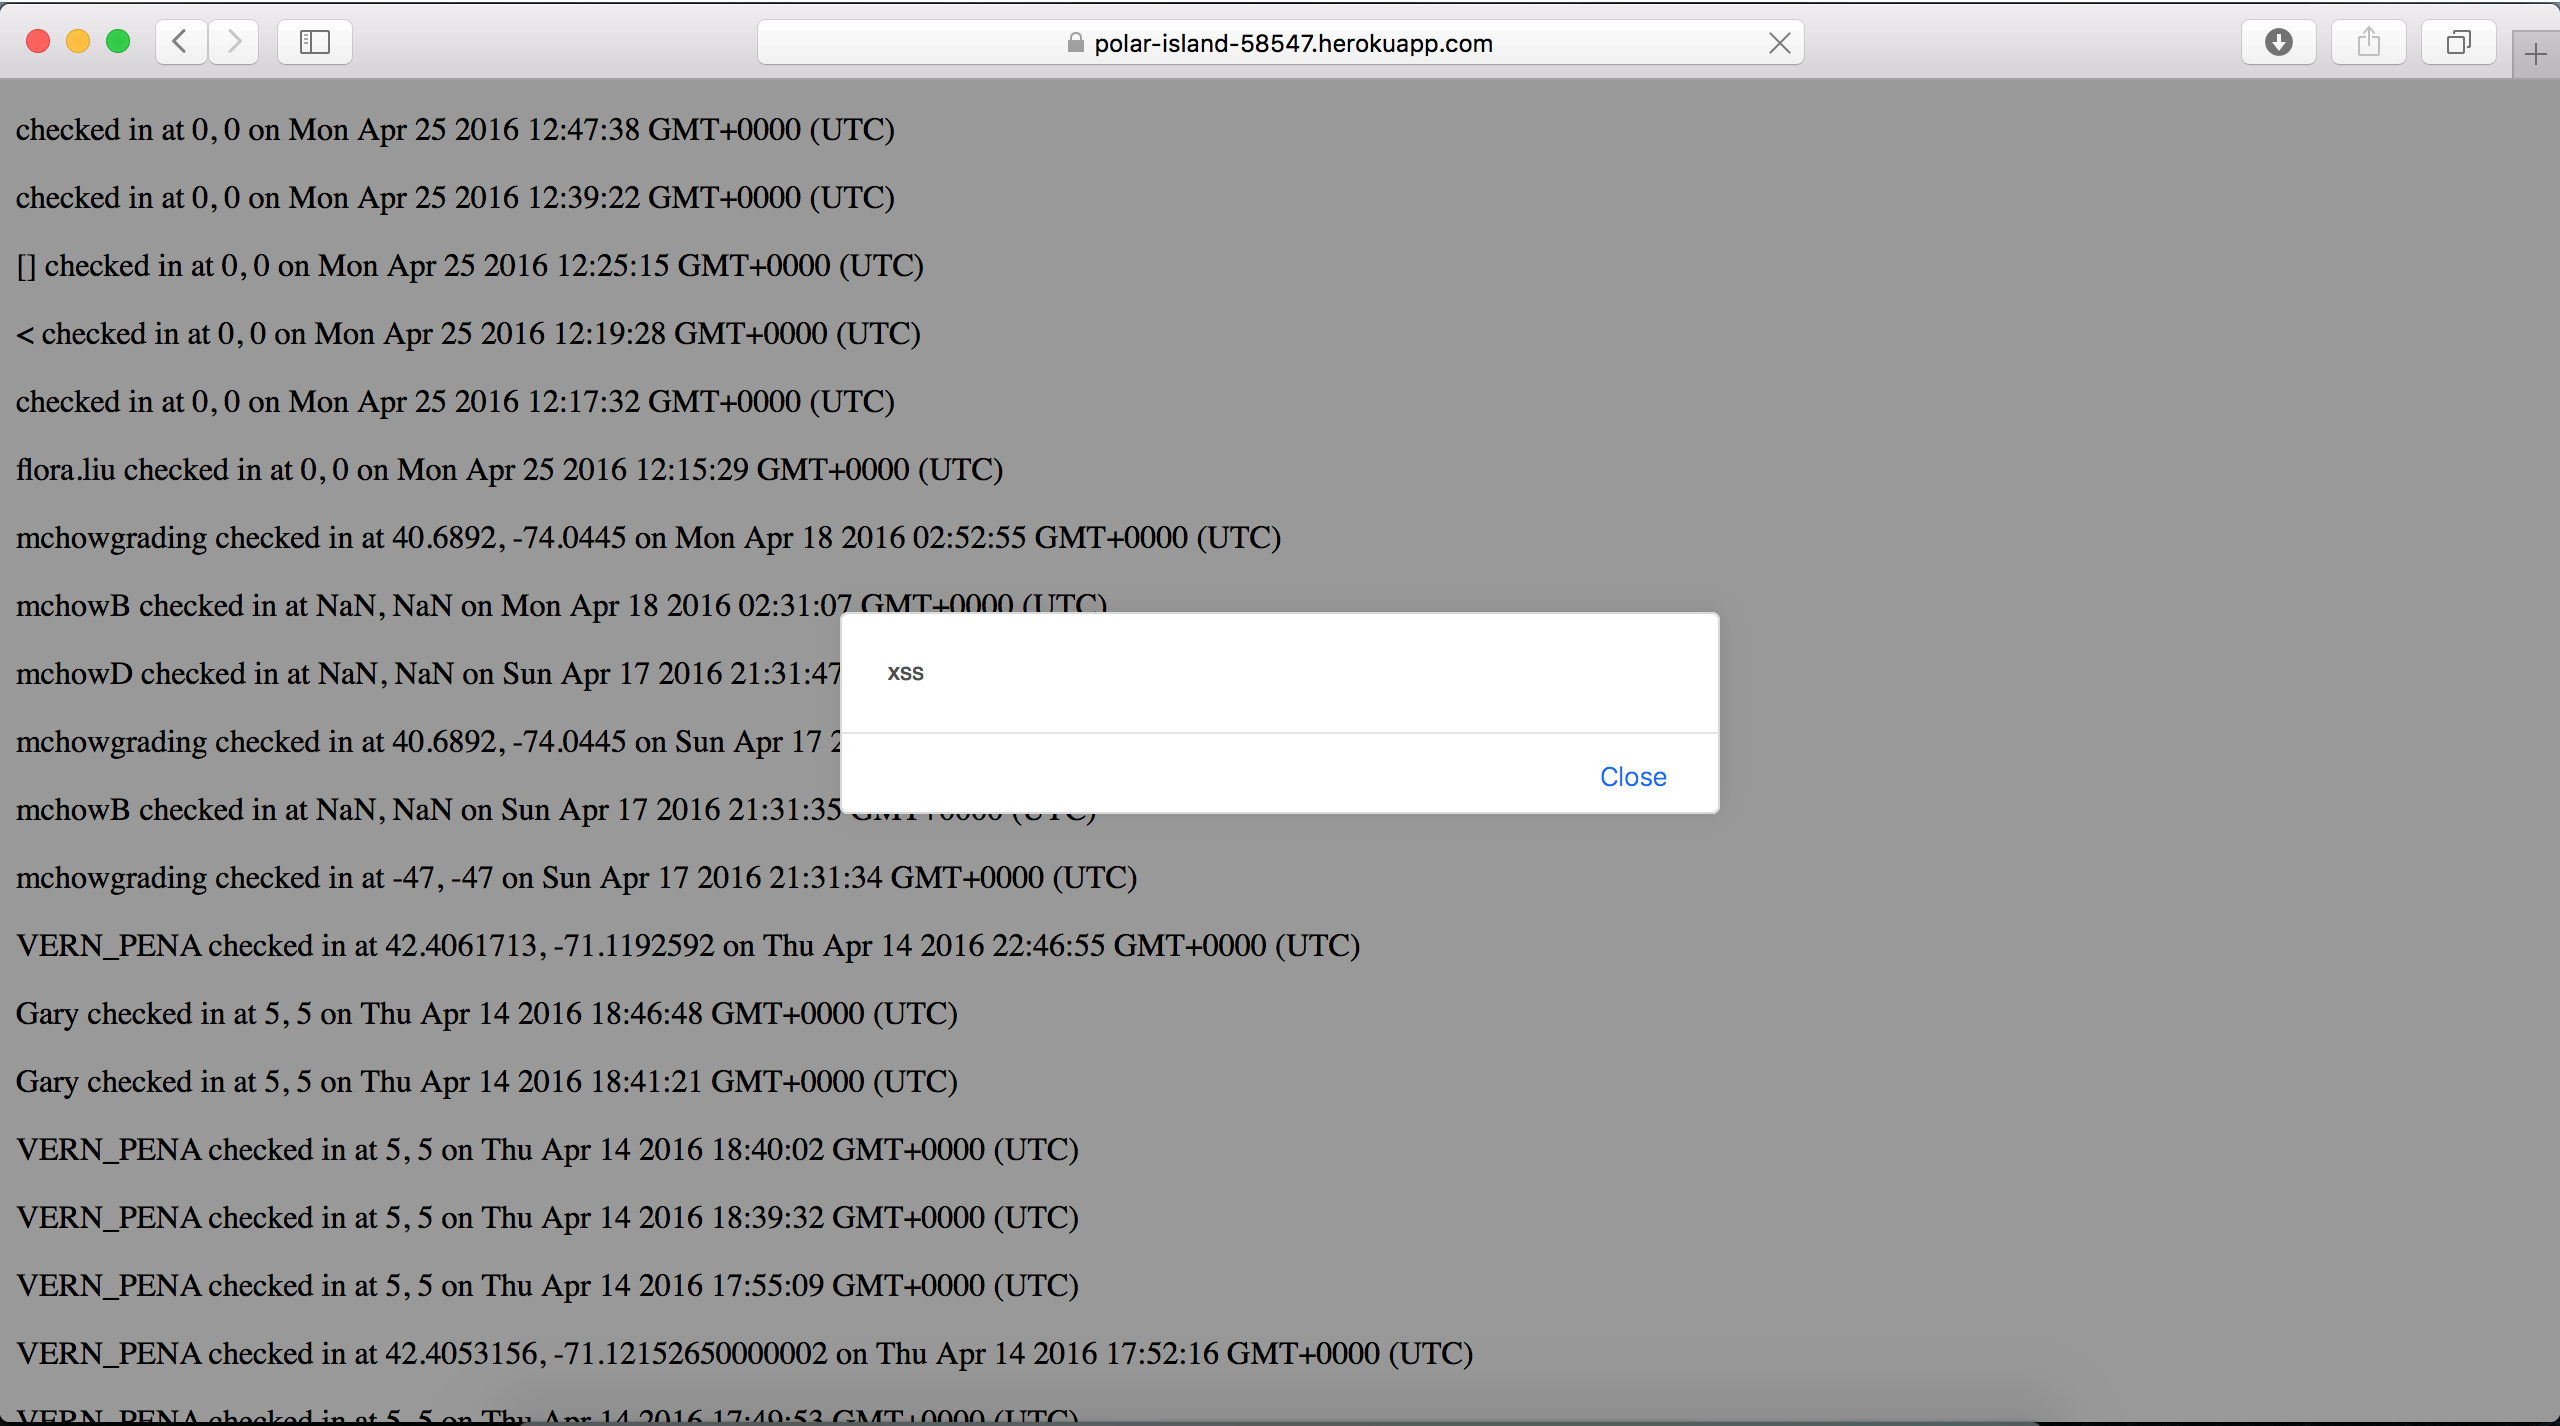 polar-island-58547.herokuapp.com
checked in at 0, 0 on Mon Apr 25 2016 12:47:38 GMT+0000 (UTC)
checked in at 0, 0 on Mon Apr 25 2016 12:39:22 GMT+0000 (UTC)
[] checked in at 0, 0 on Mon Apr 25 2016 12:25:15 GMT+0000 (UTC)
< checked in at 0, 0 on Mon Apr 25 2016 12:19:28 GMT+0000 (UTC)
checked in at 0, 0 on Mon Apr 25 2016 12:17:32 GMT+0000 (UTC)
flora.liu checked in at 0, 0 on Mon Apr 25 2016 12:15:29 GMT+0000 (UTC)
mchowgrading checked in at 40.6892, -74.0445 on Mon Apr 18 2016 02:52:55 GMT+0000 (UTC)
mchowB checked in at NaN, NaN on Mon Apr 18 2016 02:31:07 GMT+0000 (UTC)
mchowD checked in at NaN, NaN on Sun Apr 17 2016 21:31:47
mchowgrading checked in at 40.6892, -74.0445 on Sun Apr 17
mchowB checked in at NaN, NaN on Sun Apr 17 2016 21:31:35 GMT+0000 (UTC)
xss
Close
mchowgrading checked in at -47, -47 on Sun Apr 17 2016 21:31:34 GMT+0000 (UTC)
VERN_PENA checked in at 42.4061713, -71.1192592 on Thu Apr 14 2016 22:46:55 GMT+0000 (UTC)
Gary checked in at 5, 5 on Thu Apr 14 2016 18:46:48 GMT+0000 (UTC)
Gary checked in at 5, 5 on Thu Apr 14 2016 18:41:21 GMT+0000 (UTC)
VERN_PENA checked in at 5, 5 on Thu Apr 14 2016 18:40:02 GMT+0000 (UTC)
VERN_PENA checked in at 5, 5 on Thu Apr 14 2016 18:39:32 GMT+0000 (UTC)
VERN_PENA checked in at 5, 5 on Thu Apr 14 2016 17:55:09 GMT+0000 (UTC)
VERN_PENA checked in at 42.4053156, -71.12152650000002 on Thu Apr 14 2016 17:52:16 GMT+0000 (UTC)
VERN_PENA checked in at 5, 5 on Thu Apr 14 2016 17:49:53 GMT+0000 (UTC)